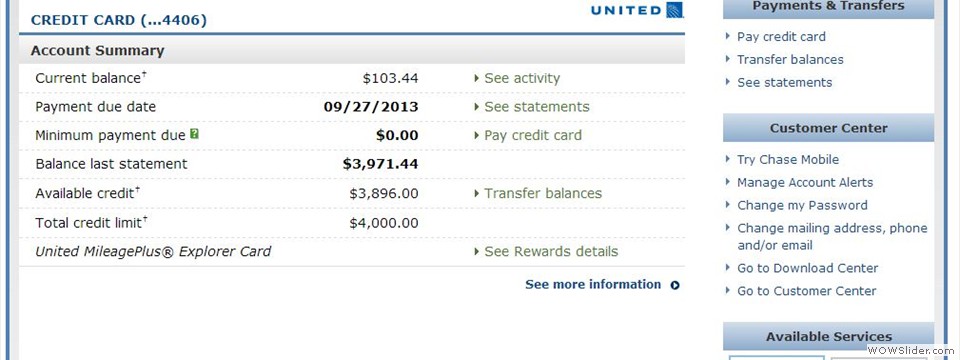 CREDIT CARD (...4406)
UNITED
Account Summary
Current balance† $103.44 See activity
Payment due date 09/27/2013 See statements
Minimum payment due ? $0.00 Pay credit card
Balance last statement $3,971.44
Available credit† $3,896.00 Transfer balances
Total credit limit† $4,000.00
United MileagePlus® Explorer Card See Rewards details
See more information
Payments & Transfers
Pay credit card
Transfer balances
See statements
Customer Center
Try Chase Mobile
Manage Account Alerts
Change my Password
Change mailing address, phone
and/or email
Go to Download Center
Go to Customer Center
Available Services
WOWSlider.com